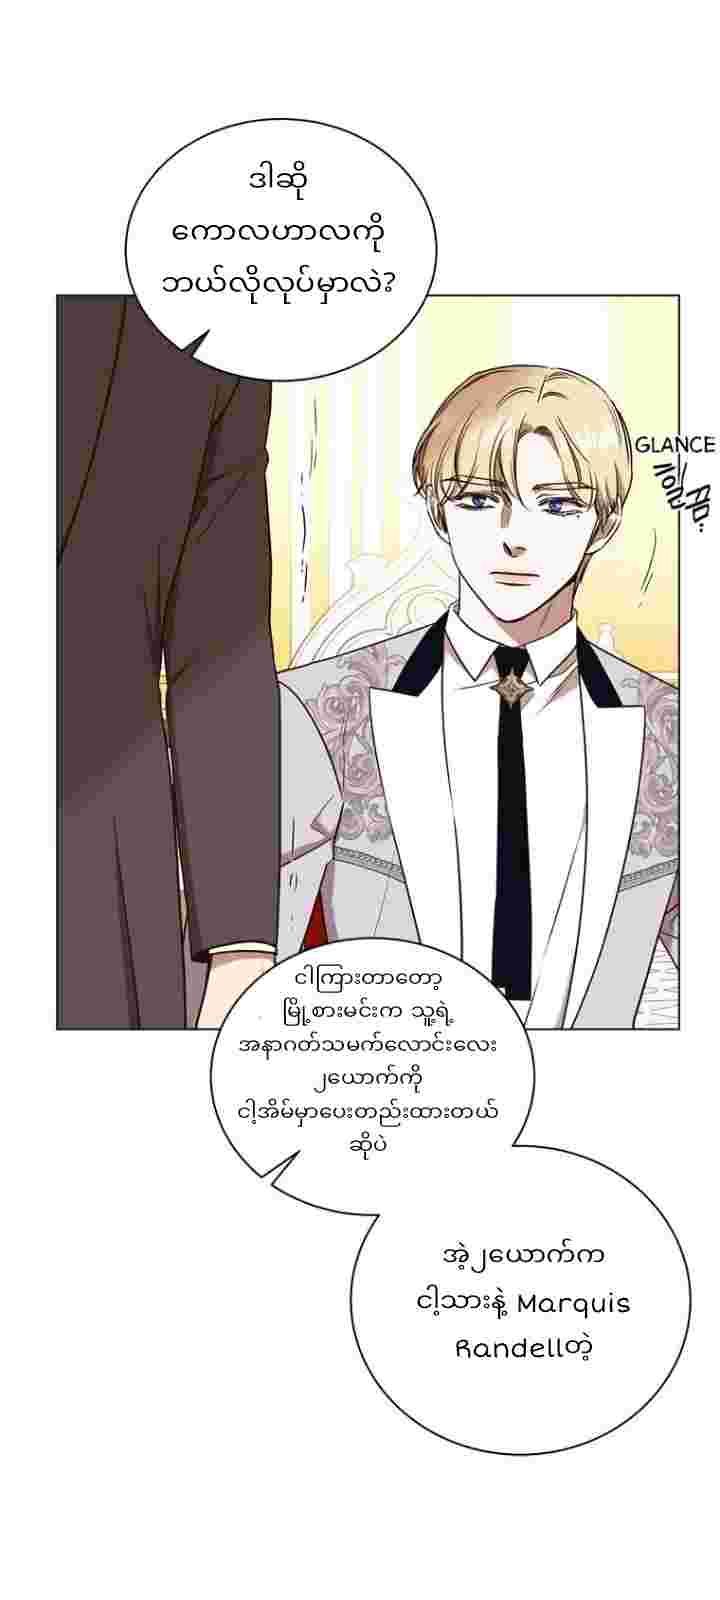 ဒါဆို
ကောလဟာလကို
ဘယ်လိုလုပ်မှာလဲ?
GLANCE
ငါကြားတာတော့
မြို့စားမင်းက သူ့ရဲ့
အနာဂတ်သမက်လောင်းလေး
၂ယောက်ကို
ငါ့အိမ်မှာပေးတည်းထားတယ်
ဆိုပဲ
အဲ့၂ယောက်က
ငါ့သားနဲ့ Marquis
Randellတဲ့